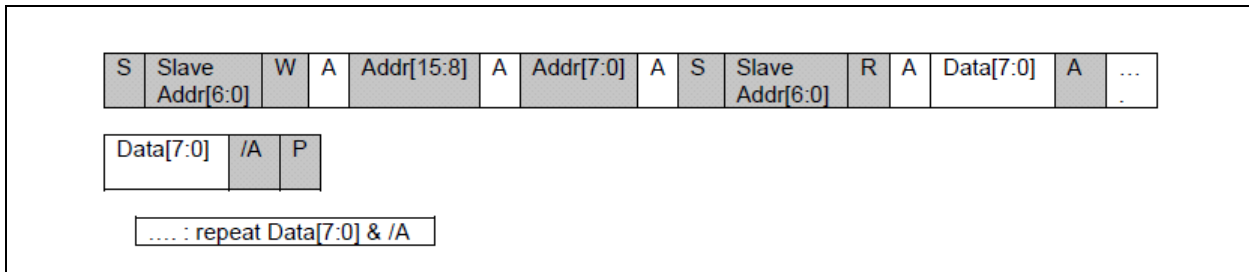 S Slave W A Addr[15:8] A Addr[7:0] A S Slave R A Data[7:0] A ...
Addr[6:0] Addr[6:0] .
Data[7:0] /A P
.... : repeat Data[7:0] & /A